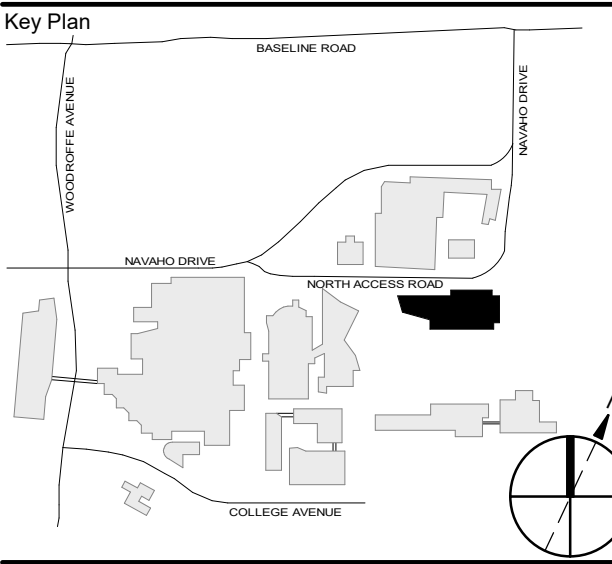 Key Plan
BASELINE ROAD
WOODROFFE AVENUE
NAVAHO DRIVE
NAVAHO DRIVE
NORTH ACCESS ROAD
COLLEGE AVENUE